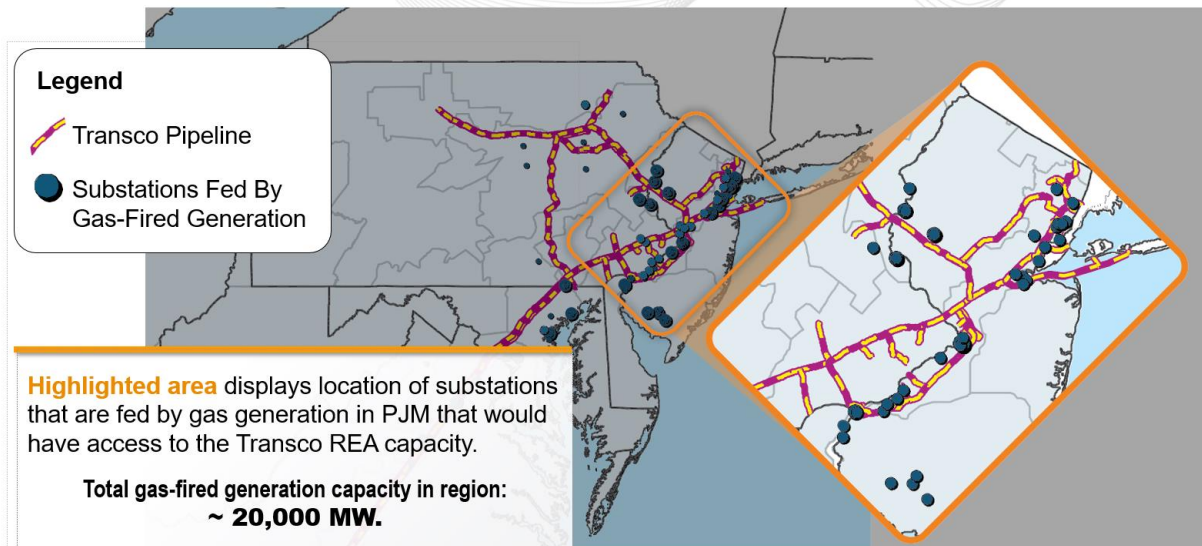 Legend
Transco Pipeline
Substations Fed By
Gas-Fired Generation
Highlighted area displays location of substations
that are fed by gas generation in PJM that would
have access to the Transco REA capacity.
Total gas-fired generation capacity in region:
~ 20,000 MW.